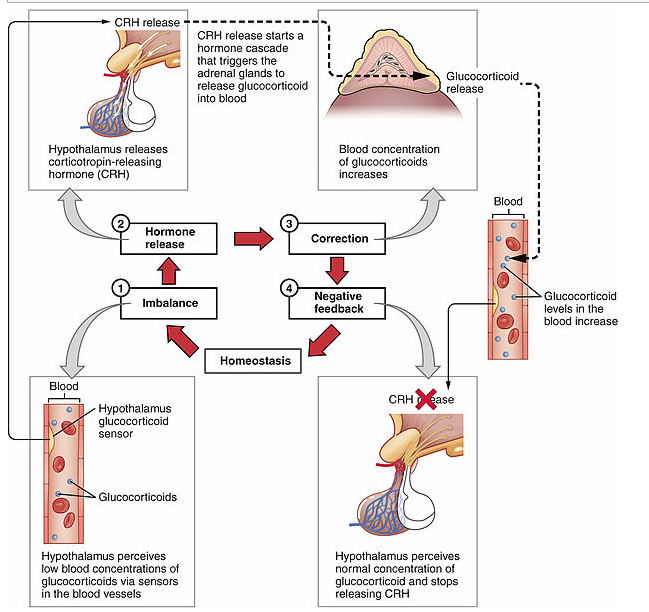 CRH release
CRH release starts a
hormone cascade
that triggers the
adrenal glands to
release glucocorticoid
into blood
Glucocorticoid
release
Hypothalamus releases
corticotropin-releasing
hormone (CRH)
Blood concentration
of glucocorticoids
increases
Blood
2
Hormone
release
3
Correction
1
Imbalance
4
Negative
feedback
Glucocorticoid
levels in the
blood increase
Homeostasis
Blood
Hypothalamus
glucocorticoid
sensor
Glucocorticoids
Hypothalamus perceives
low blood concentrations of
glucocorticoids via sensors
in the blood vessels
CRH release
Hypothalamus perceives
normal concentration of
glucocorticoid and stops
releasing CRH